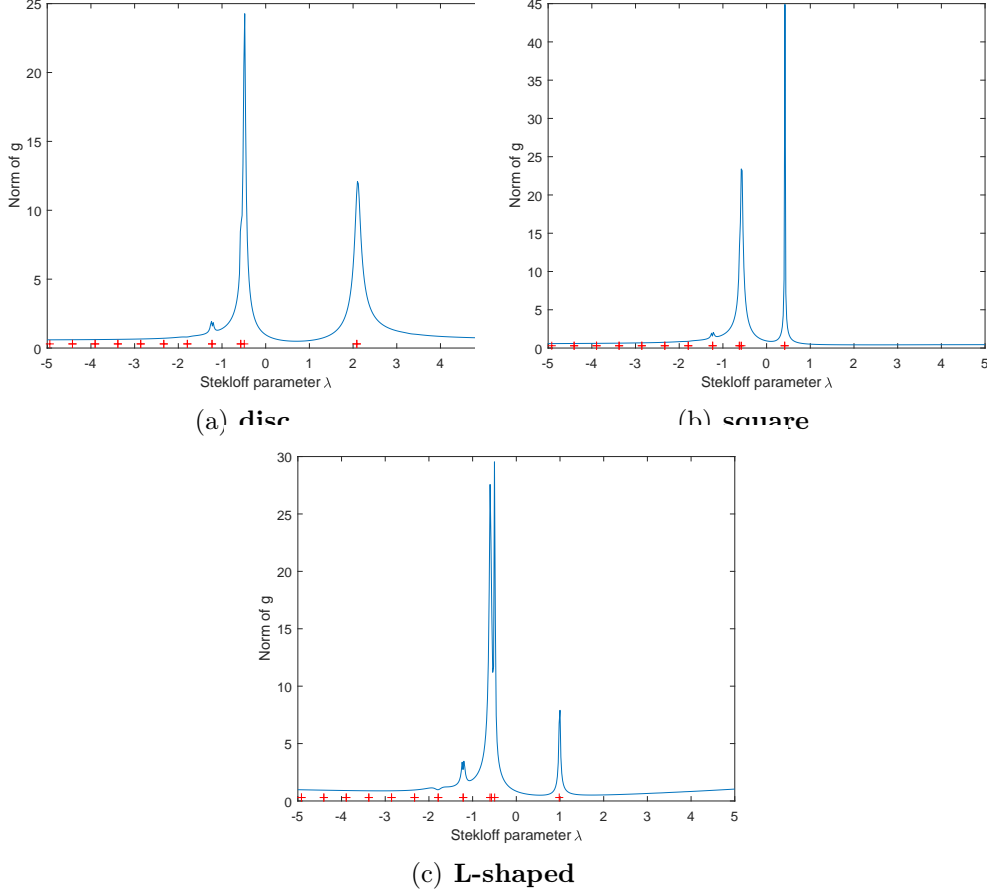 25
20
15
10
5
0
Norm of g
-5 -4 -3 -2 -1 0 1 2 3 4
Stekloff parameter λ
(a) disc
45
40
35
30
25
20
15
10
5
0
Norm of g
-5 -4 -3 -2 -1 0 1 2 3 4 5
Stekloff parameter λ
(b) square
30
25
20
15
10
5
0
Norm of g
-5 -4 -3 -2 -1 0 1 2 3 4 5
Stekloff parameter λ
(c) L-shaped